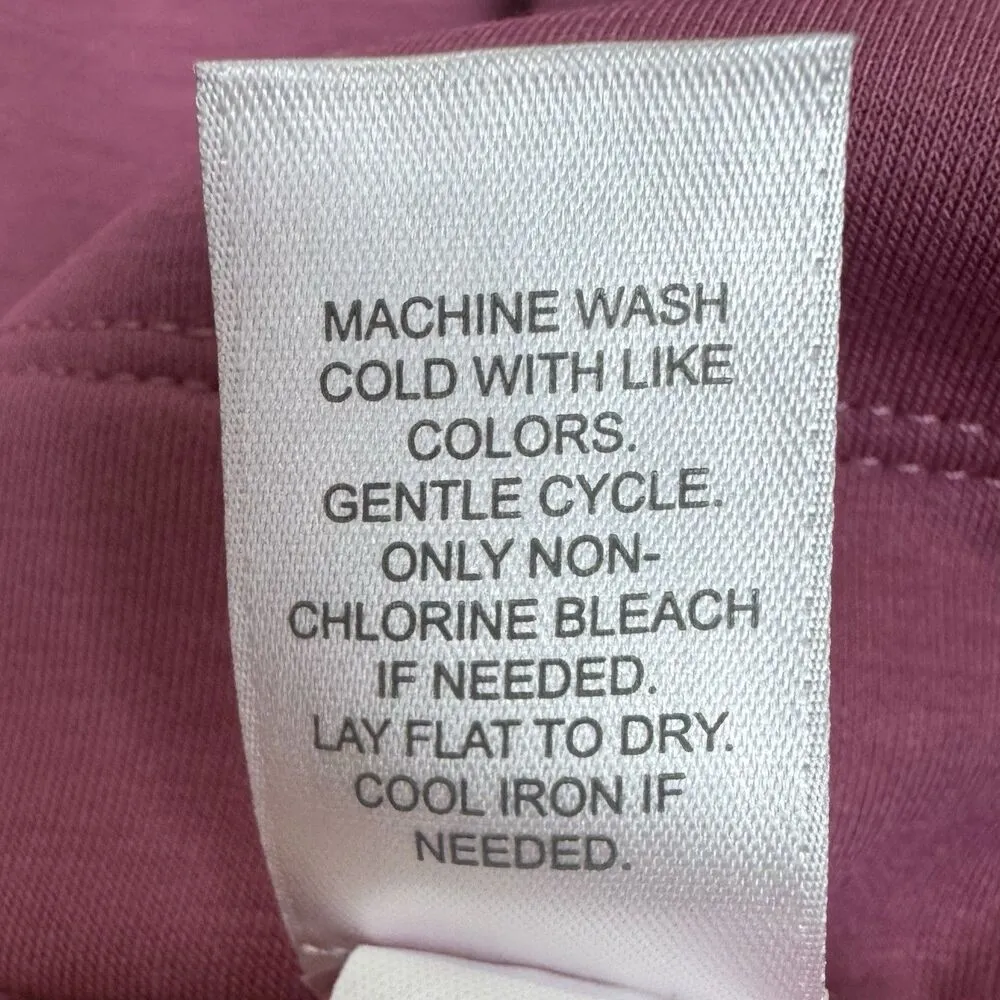 MACHINE WASH
COLD WITH LIKE
COLORS.
GENTLE CYCLE.
ONLY NON-
CHLORINE BLEACH
IF NEEDED.
LAY FLAT TO DRY.
COOL IRON IF
NEEDED.